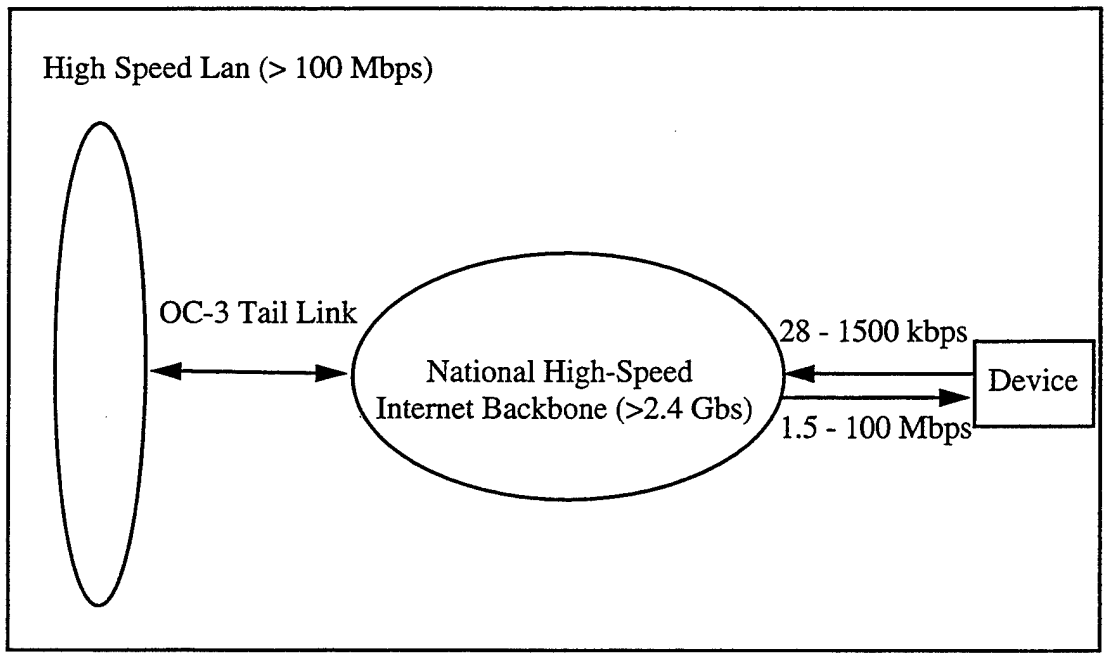 High Speed Lan (> 100 Mbps)
OC-3 Tail Link
National High-Speed
Internet Backbone (>2.4 Gbs)
28 - 1500 kbps
Device
1.5 - 100 Mbps